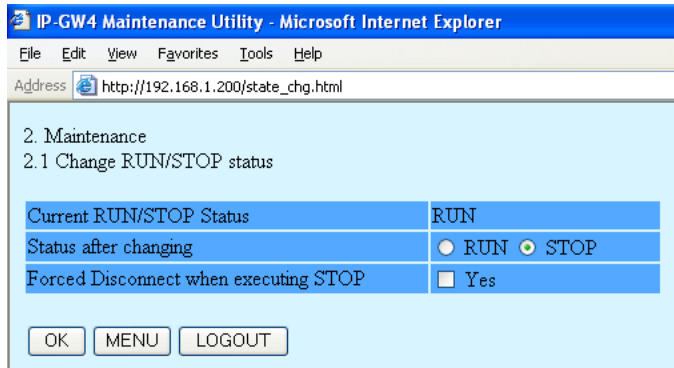 IP-GW4 Maintenance Utility - Microsoft Internet Explorer
File Edit View Favorites Tools Help
Address http://192.168.1.200/state_chg.html
2. Maintenance
2.1 Change RUN/STOP status
Current RUN/STOP Status RUN
Status after changing RUN STOP
Forced Disconnect when executing STOP Yes
OK MENU LOGOUT